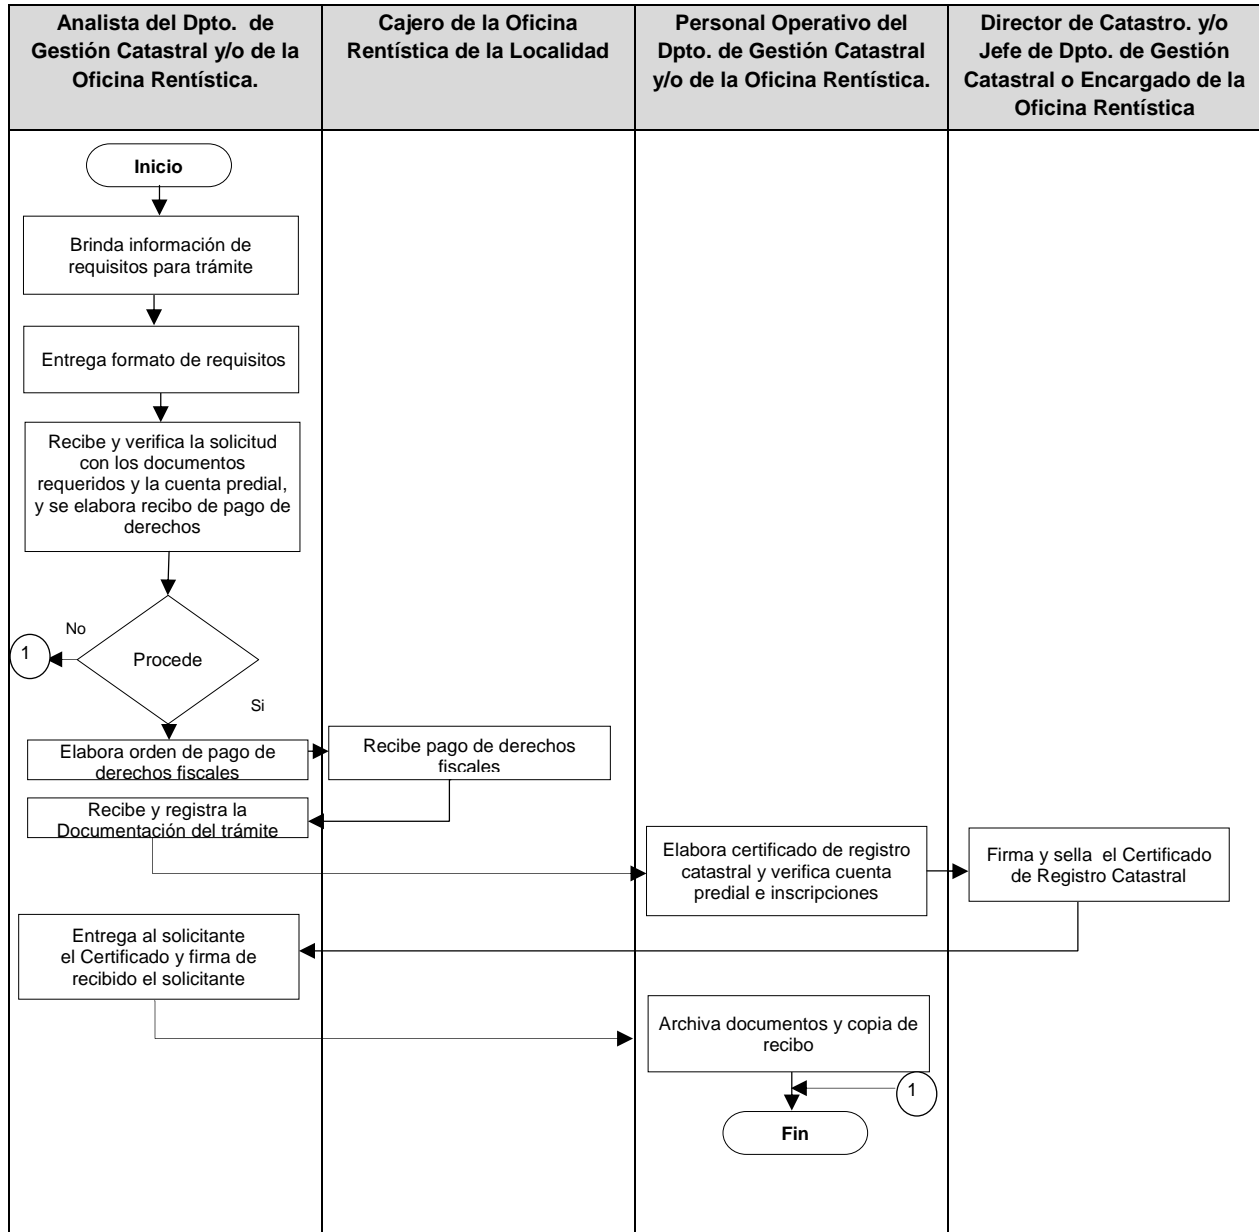 Analista del Dpto. de
Gestión Catastral y/o de la
Oficina Rentística.
Cajero de la Oficina
Rentística de la Localidad
Personal Operativo del
Dpto. de Gestión Catastral
y/o de la Oficina Rentística.
Director de Catastro. y/o
Jefe de Dpto. de Gestión
Catastral o Encargado de la
Oficina Rentística
Inicio
Brinda información de
requisitos para trámite
Entrega formato de requisitos
Recibe y verifica la solicitud
con los documentos
requeridos y la cuenta predial,
y se elabora recibo de pago de
derechos
No
1
Procede
Si
Elabora orden de pago de
derechos fiscales
Recibe pago de derechos
fiscales
Recibe y registra la
Documentación del trámite
Elabora certificado de registro
catastral y verifica cuenta
predial e inscripciones
Firma y sella el Certificado
de Registro Catastral
Entrega al solicitante
el Certificado y firma de
recibido el solicitante
Archiva documentos y copia de
recibo
1
Fin